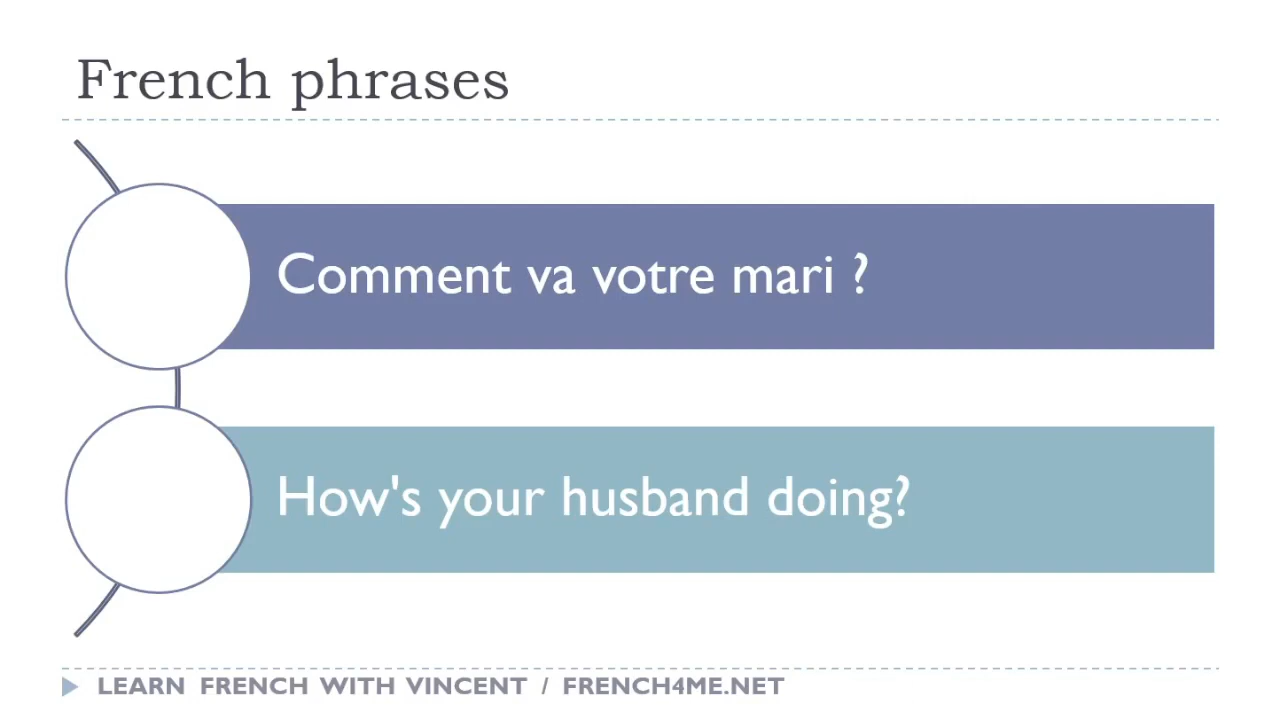 French phrases
Comment va votre mari ?
How's your husband doing?
LEARN FRENCH WITH VINCENT / FRENCH4ME.NET